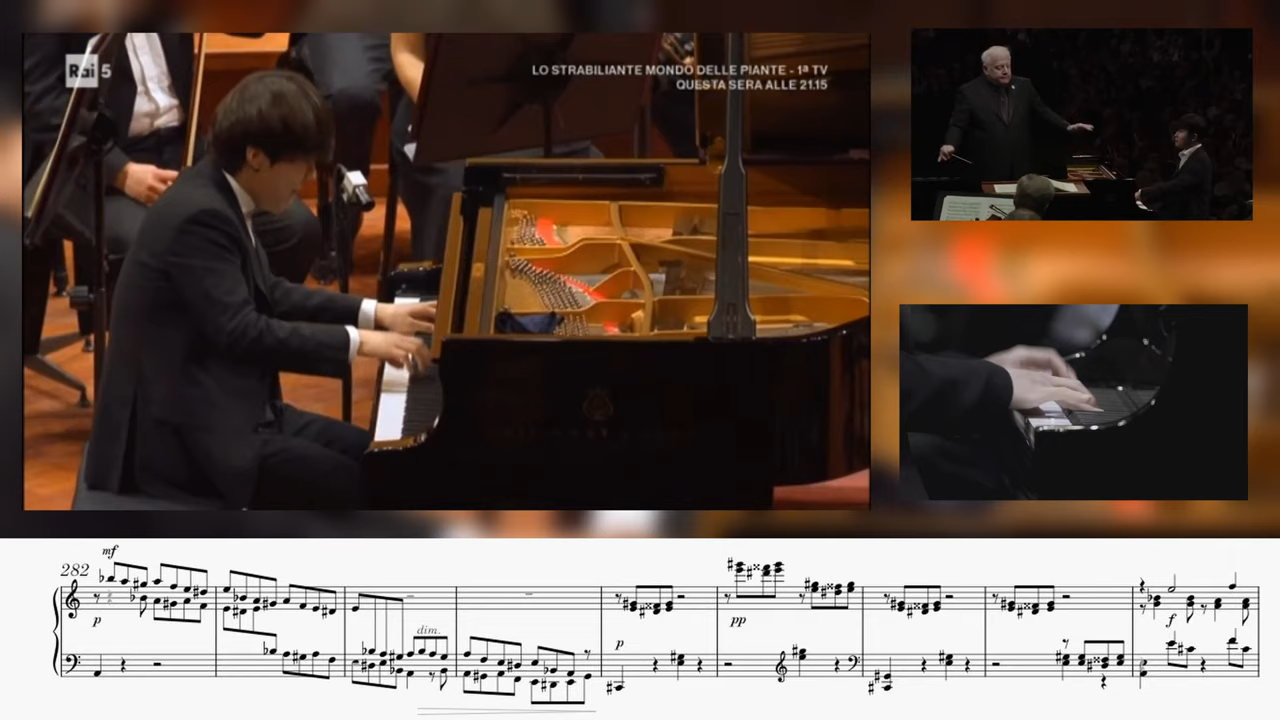 Rai 5
LO STRABILIANTE MONDO DELLE PIANTE - 1ª TV
QUESTA SERA ALLE 21.15
mf
282
p
dim.
p
pp
f